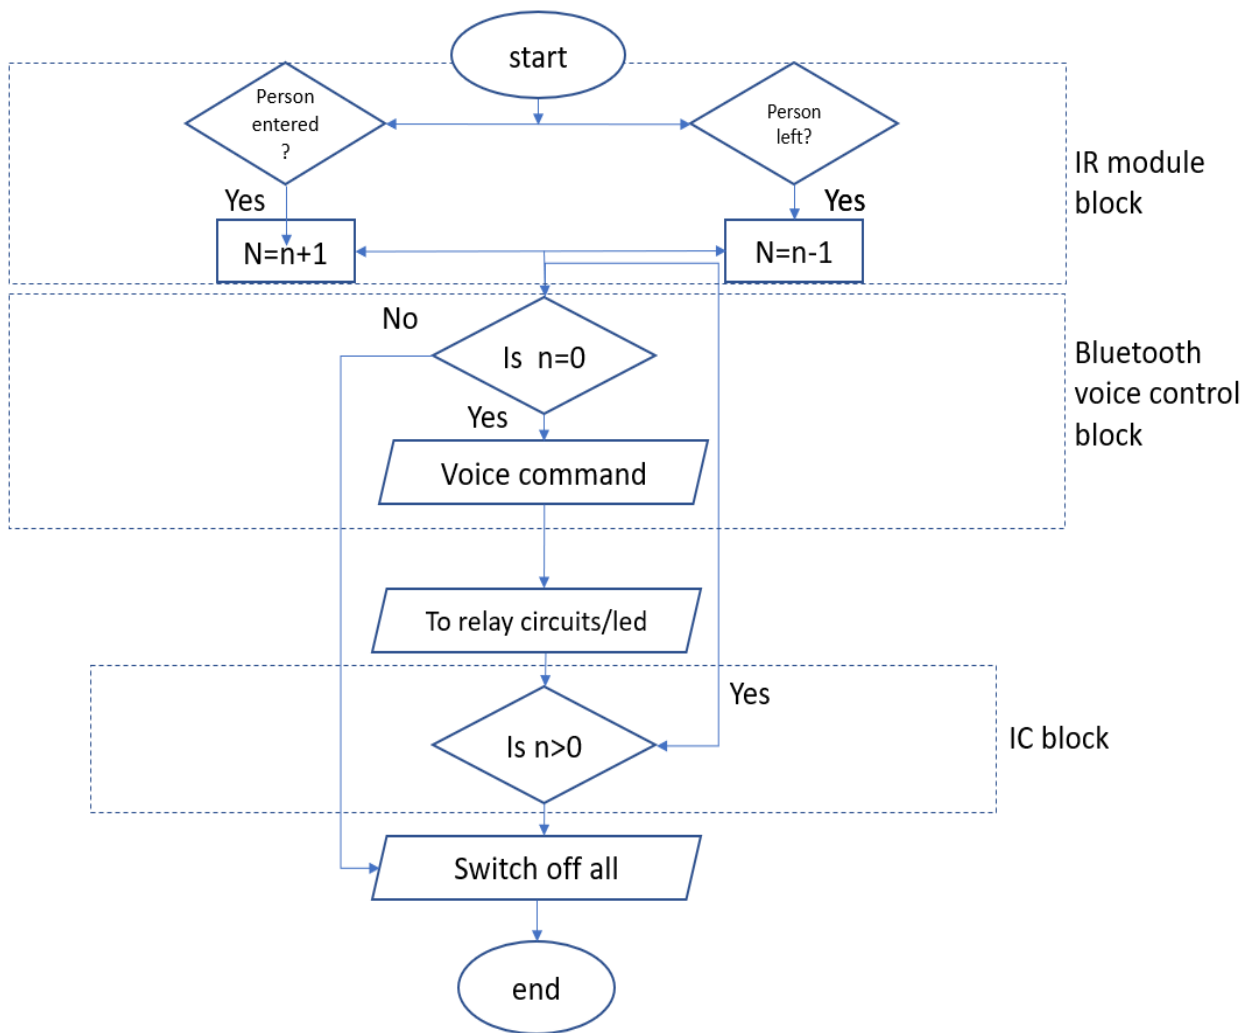 start
Person
entered
?
Person
left?
IR module
block
Yes
Yes
N=n+1
N=n-1
No
Is n=0
Bluetooth
voice control
block
Yes
Voice command
To relay circuits/led
Yes
Is n>0
IC block
Switch off all
end